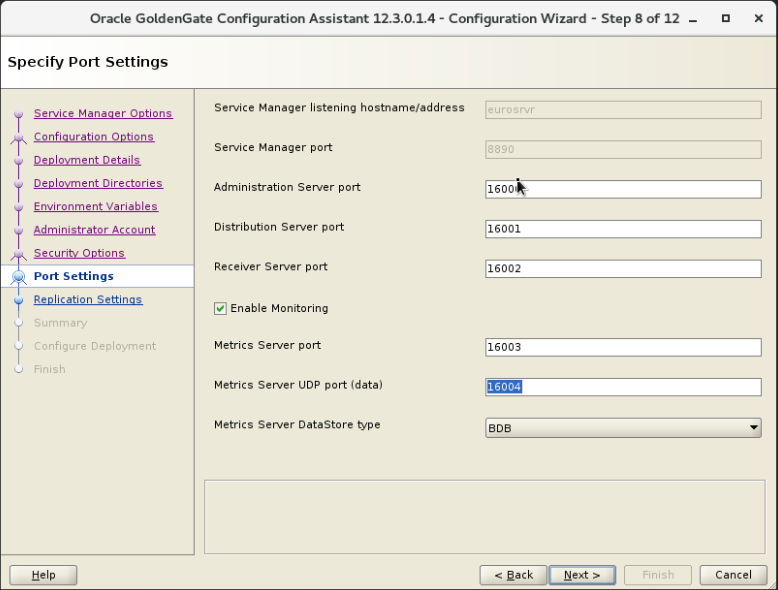 Oracle GoldenGate Configuration Assistant 12.3.0.1.4 - Configuration Wizard - Step 8 of 12
Specify Port Settings
Service Manager Options
Configuration Options
Deployment Details
Deployment Directories
Environment Variables
Administrator Account
Security Options
Port Settings
Replication Settings
Summary
Configure Deployment
Finish
Service Manager listening hostname/address
eurosrvr
Service Manager port
8890
Administration Server port
Distribution Server port
16001
Receiver Server port
16002
Enable Monitoring
Metrics Server port
16003
Metrics Server UDP port (data)
16004
Metrics Server DataStore type
BDB
Help
< Back
Next >
Finish
Cancel